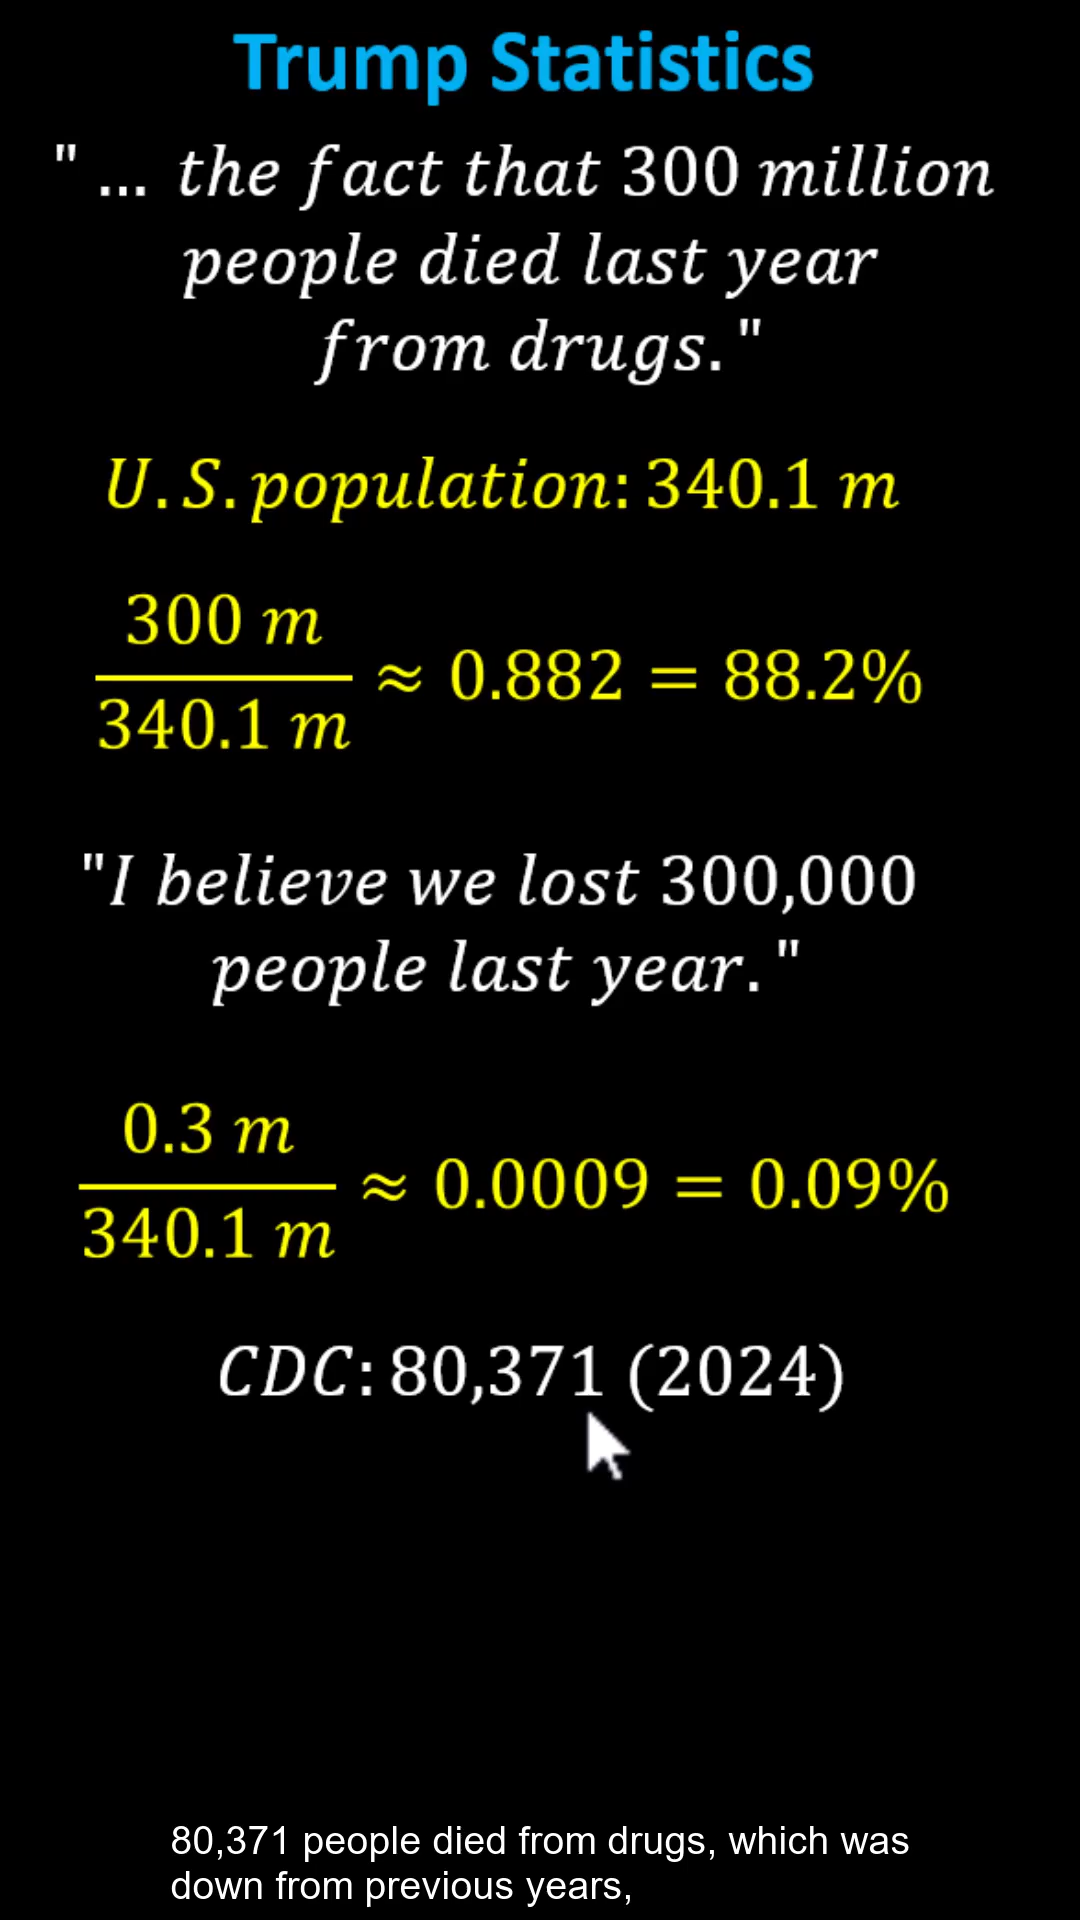 Trump Statistics
"... the fact that 300 million
people died last year
from drugs."
U.S. population: 340.1 m
300 m
340.1 m
≈ 0.882 = 88.2%
"I believe we lost 300,000
people last year."
0.3 m
340.1 m
≈ 0.0009 = 0.09%
CDC: 80,371 (2024)
80,371 people died from drugs, which was
down from previous years,